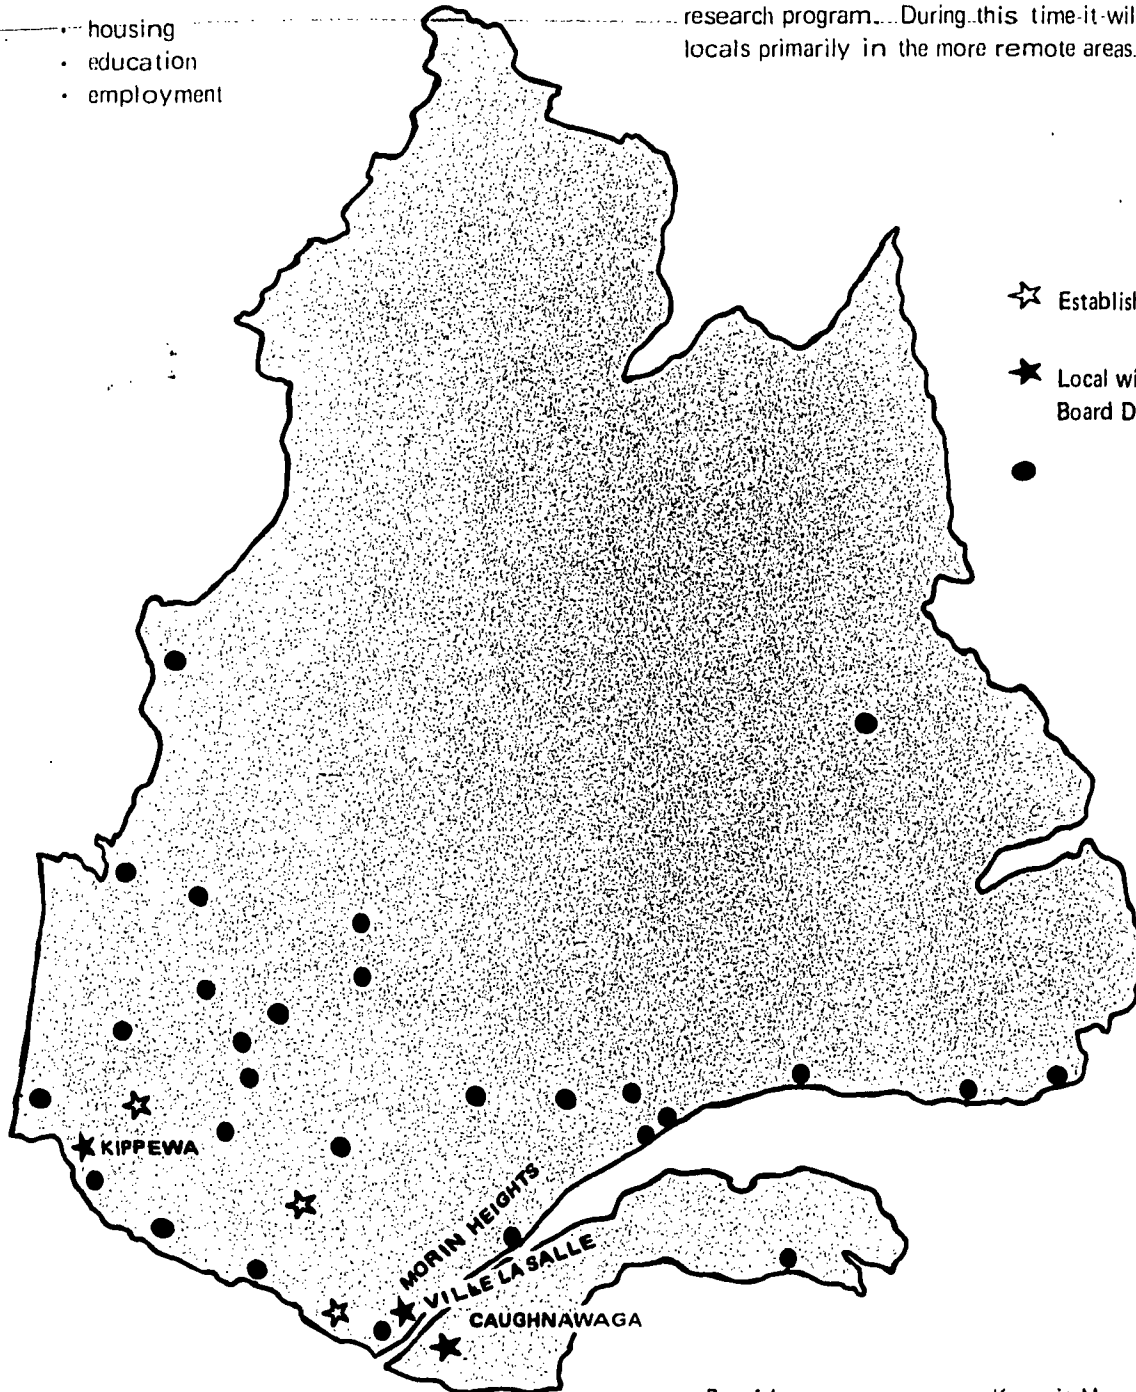 · housing
· education
· employment
research program. During this time it wil
locals primarily in the more remote areas.
Establish
Local wi
Board D
KIPPEWA
MORIN HEIGHTS
VILLE LA SALLE
CAUGHNAWAGA